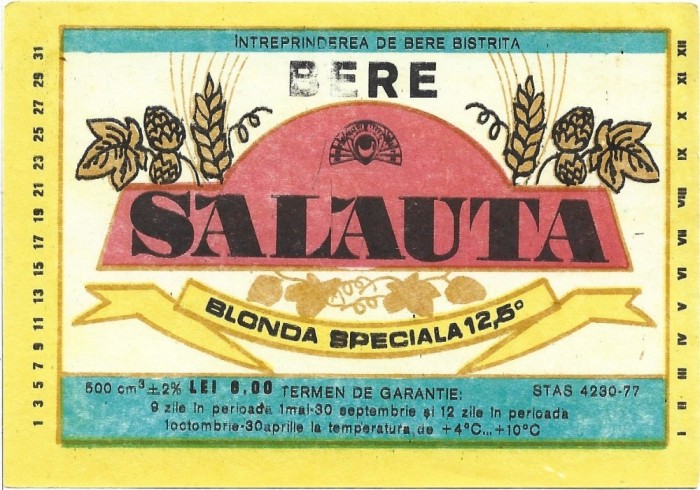 INTREPRINDEREA DE BERE BISTRITA
BERE
SALAUTA
BLONDA SPECIALA 12,5°
500 cm³ ±2% LEI 6,00 TERMEN DE GARANTIE: STAS 4230-77
9 zile in perioada 1mai-30 septembrie şi 12 zile in perioada
1octombrie-30aprilie la temperatura de +4°C...+10°C
1 3 5 7 9 11 13 15 17 19 21 23 25 27 29 31
I II III IV V VI VII VIII IX X XI XII